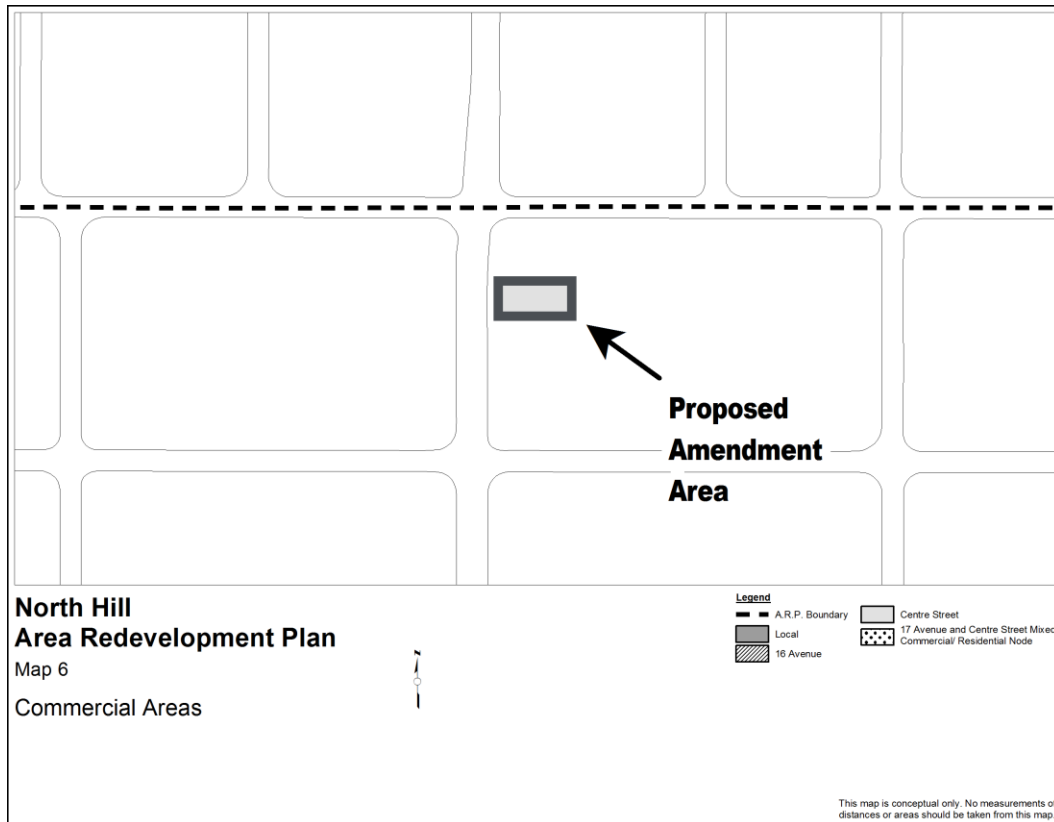 Proposed
Amendment
Area
North Hill
Area Redevelopment Plan
Map 6
Commercial Areas
N
Legend
A.R.P. Boundary
Local
16 Avenue
Centre Street
17 Avenue and Centre Street Mixed
Commercial/ Residential Node
This map is conceptual only. No measurements of
distances or areas should be taken from this map.